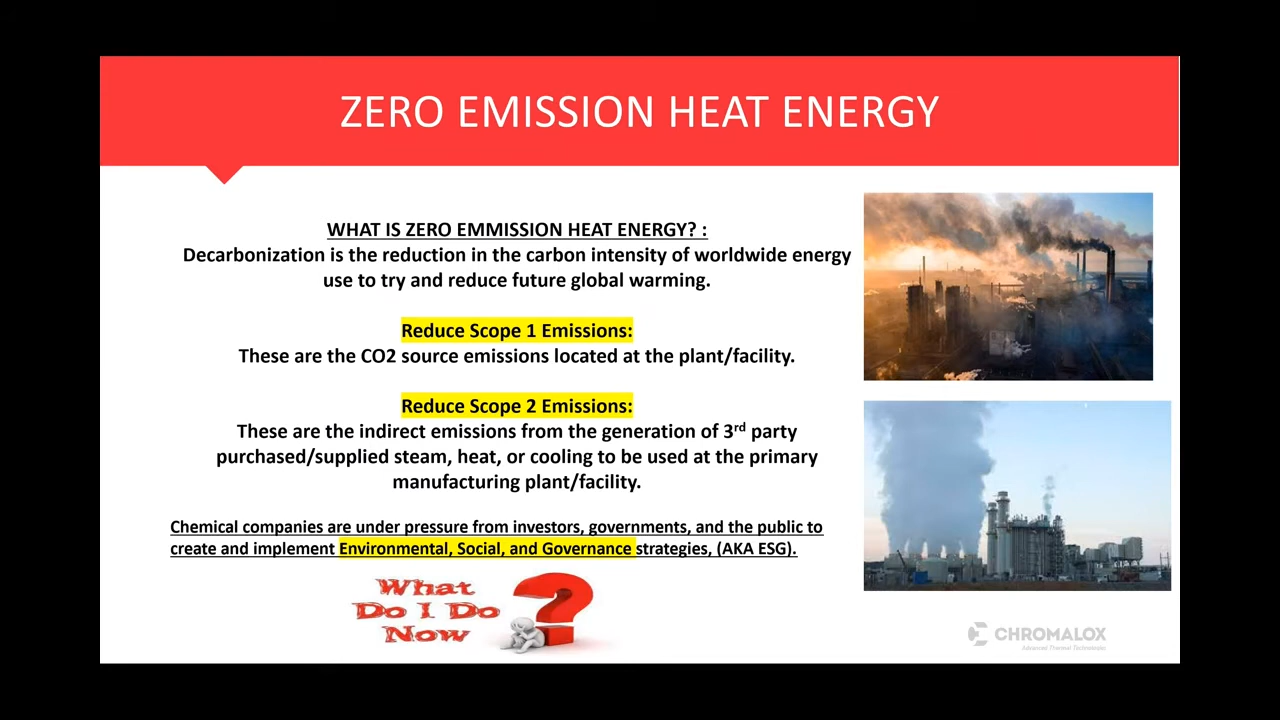 ZERO EMISSION HEAT ENERGY
WHAT IS ZERO EMMISSION HEAT ENERGY? :
Decarbonization is the reduction in the carbon intensity of worldwide energy
use to try and reduce future global warming.
Reduce Scope 1 Emissions:
These are the CO2 source emissions located at the plant/facility.
Reduce Scope 2 Emissions:
These are the indirect emissions from the generation of 3rd party
purchased/supplied steam, heat, or cooling to be used at the primary
manufacturing plant/facility.
Chemical companies are under pressure from investors, governments, and the public to
create and implement Environmental, Social, and Governance strategies, (AKA ESG).
What
Do I Do
Now
?
CHROMALOX
Advanced Thermal Technologies